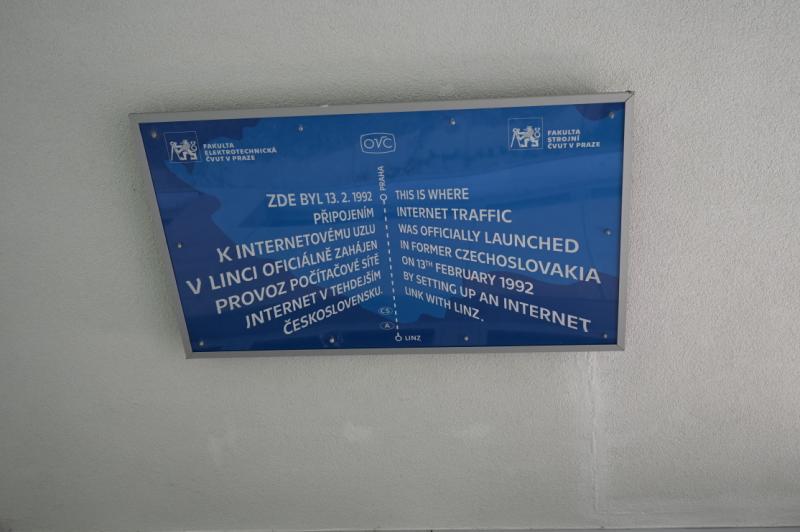 FAKULTA
ELEKTROTECHNICKÁ
ČVUT V PRAZE
OVC
FAKULTA
STROJNÍ
ČVUT V PRAZE
ZDE BYL 13. 2. 1992
PŘIPOJENÍM
K INTERNETOVÉMU UZLU
V LINCI OFICIÁLNĚ ZAHÁJEN
PROVOZ POČÍTAČOVÉ SÍTĚ
INTERNET V TEHDEJŠÍM
ČESKOSLOVENSKU.
PRAHA
CS
A
LINZ
THIS IS WHERE
INTERNET TRAFFIC
WAS OFFICIALLY LAUNCHED
IN FORMER CZECHOSLOVAKIA
ON 13TH FEBRUARY 1992
BY SETTING UP AN INTERNET
LINK WITH LINZ.